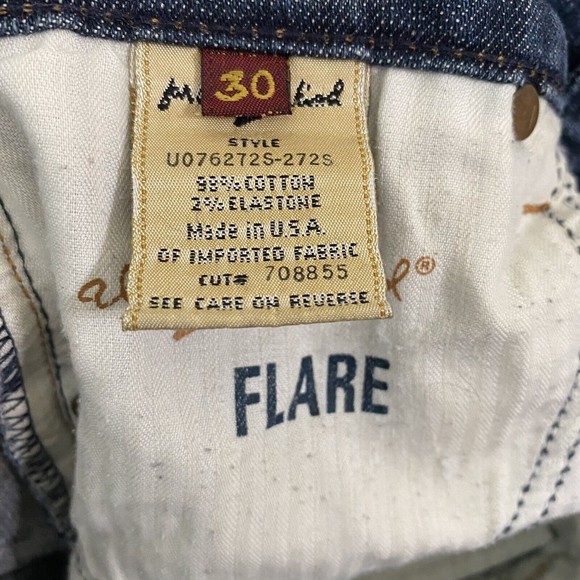 30
STYLE
U076272S-272S
98% COTTON
2% ELASTONE
Made in U.S.A.
OF IMPORTED FABRIC
CUT# 708855
SEE CARE ON REVERSE
®
FLARE